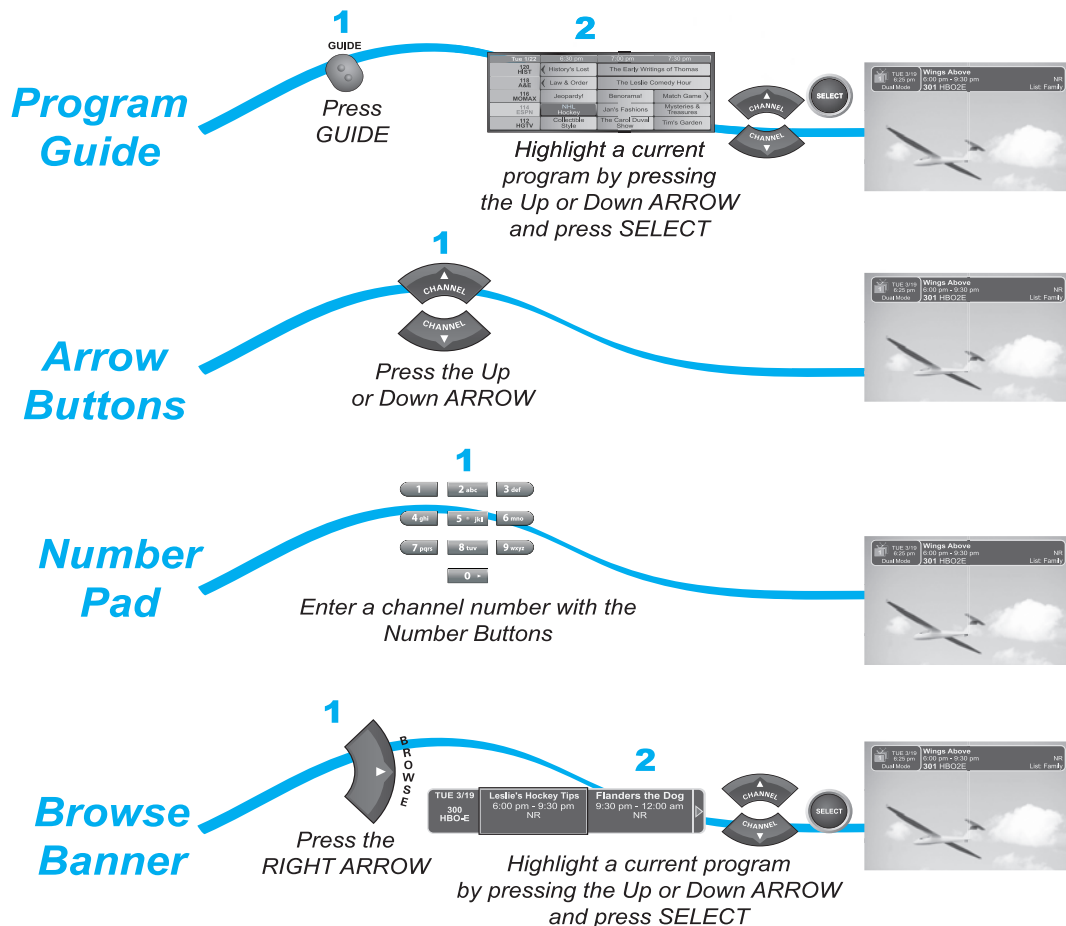 1
GUIDE
Program
Guide
Press
GUIDE
2
Tue 1/22 6:30 pm 7:00 pm 7:30 pm
120 HIST History's Lost The Early Writings of Thomas
118 A&E Law & Order The Leslie Comedy Hour
116 MOMAX Jeopardy! Banorama! Match Game
114 ESPN NHL Hockey Jan's Fashions Mysteries & Treasures
112 HGTV Collectible Style The Carol Duval Show Tim's Garden
Highlight a current
program by pressing
the Up or Down ARROW
and press SELECT
CHANNEL
CHANNEL
SELECT
TUE 3/19 Wings Above
6:25 pm 6:00 pm - 9:30 pm NR
Dual Mode 301 HBO2E List: Family
Arrow
Buttons
1
CHANNEL
CHANNEL
Press the Up
or Down ARROW
TUE 3/19 Wings Above
6:25 pm 6:00 pm - 9:30 pm NR
Dual Mode 301 HBO2E List: Family
Number
Pad
1
1 2 abc 3 def
4 ghi 5 jkl 6 mno
7 pqrs 8 tuv 9 wxyz
0
Enter a channel number with the
Number Buttons
TUE 3/19 Wings Above
6:25 pm 6:00 pm - 9:30 pm NR
Dual Mode 301 HBO2E List: Family
Browse
Banner
1
BROWSE
Press the
RIGHT ARROW
2
TUE 3/19 Leslie's Hockey Tips Flanders the Dog
300 6:00 pm - 9:30 pm 9:30 pm - 12:00 am
HBO-E NR NR
CHANNEL
CHANNEL
SELECT
Highlight a current program
by pressing the Up or Down ARROW
and press SELECT
TUE 3/19 Wings Above
6:25 pm 6:00 pm - 9:30 pm NR
Dual Mode 301 HBO2E List: Family